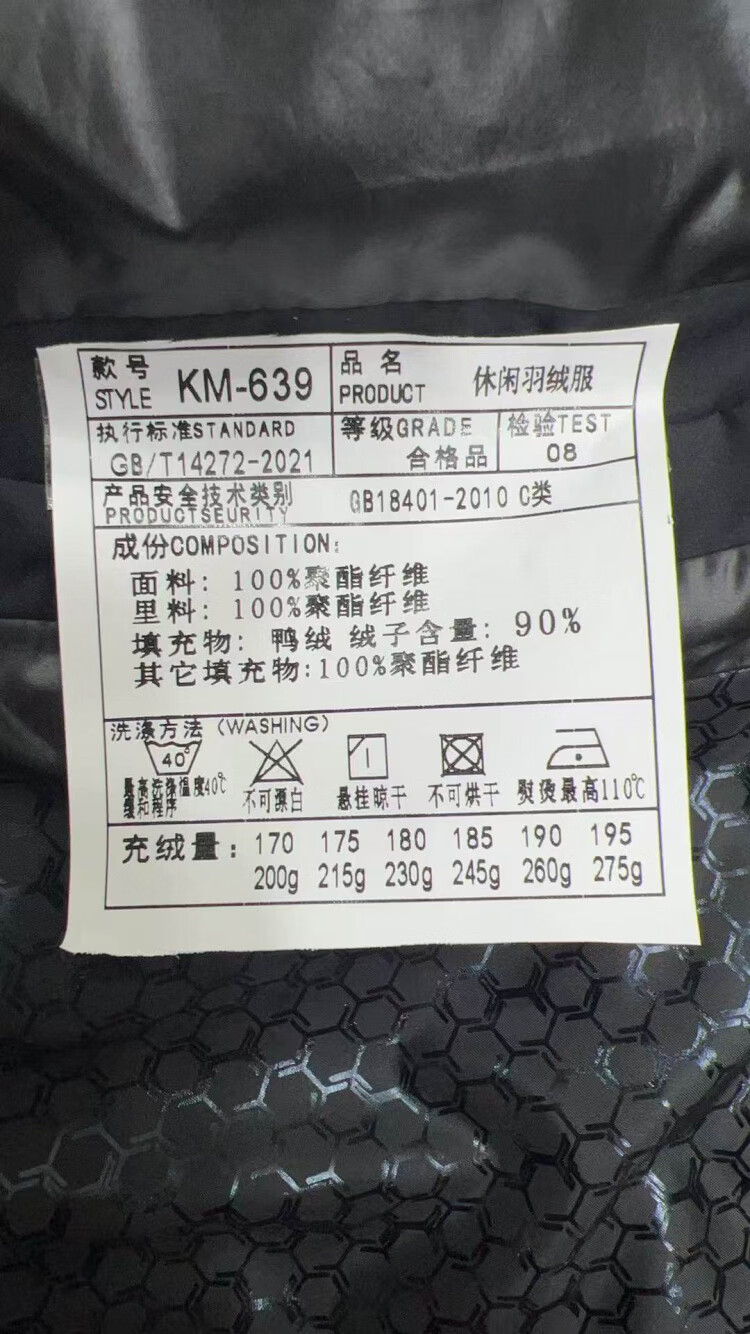 款号 品名
STYLE KM-639 PRODUCT 休闲羽绒服
执行标准STANDARD 等级GRADE 检验TEST
GB/T14272-2021 合格品 08
产品安全技术类别 GB18401-2010 C类
PRODUCTSEURITY
成份COMPOSITION:
面料: 100%聚酯纤维
里料: 100%聚酯纤维
填充物: 鸭绒 绒子含量: 90%
其它填充物:100%聚酯纤维
洗涤方法 (WASHING)
40°
最高洗涤温度40℃ 不可漂白 悬挂晾干 不可烘干 熨烫最高110℃
缓和程序
充绒量: 170 175 180 185 190 195
200g 215g 230g 245g 260g 275g